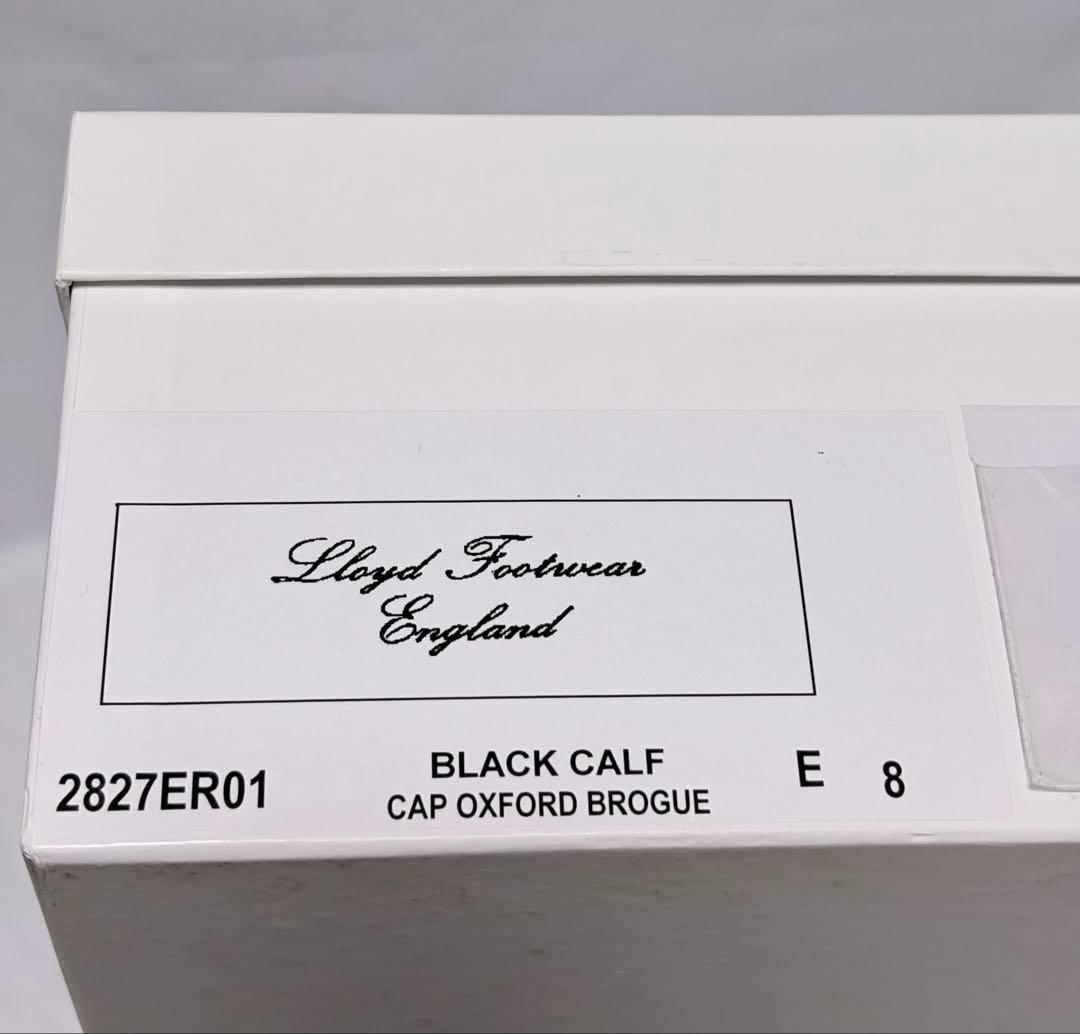 Lloyd Footwear
England
2827ER01 BLACK CALF E 8
CAP OXFORD BROGUE